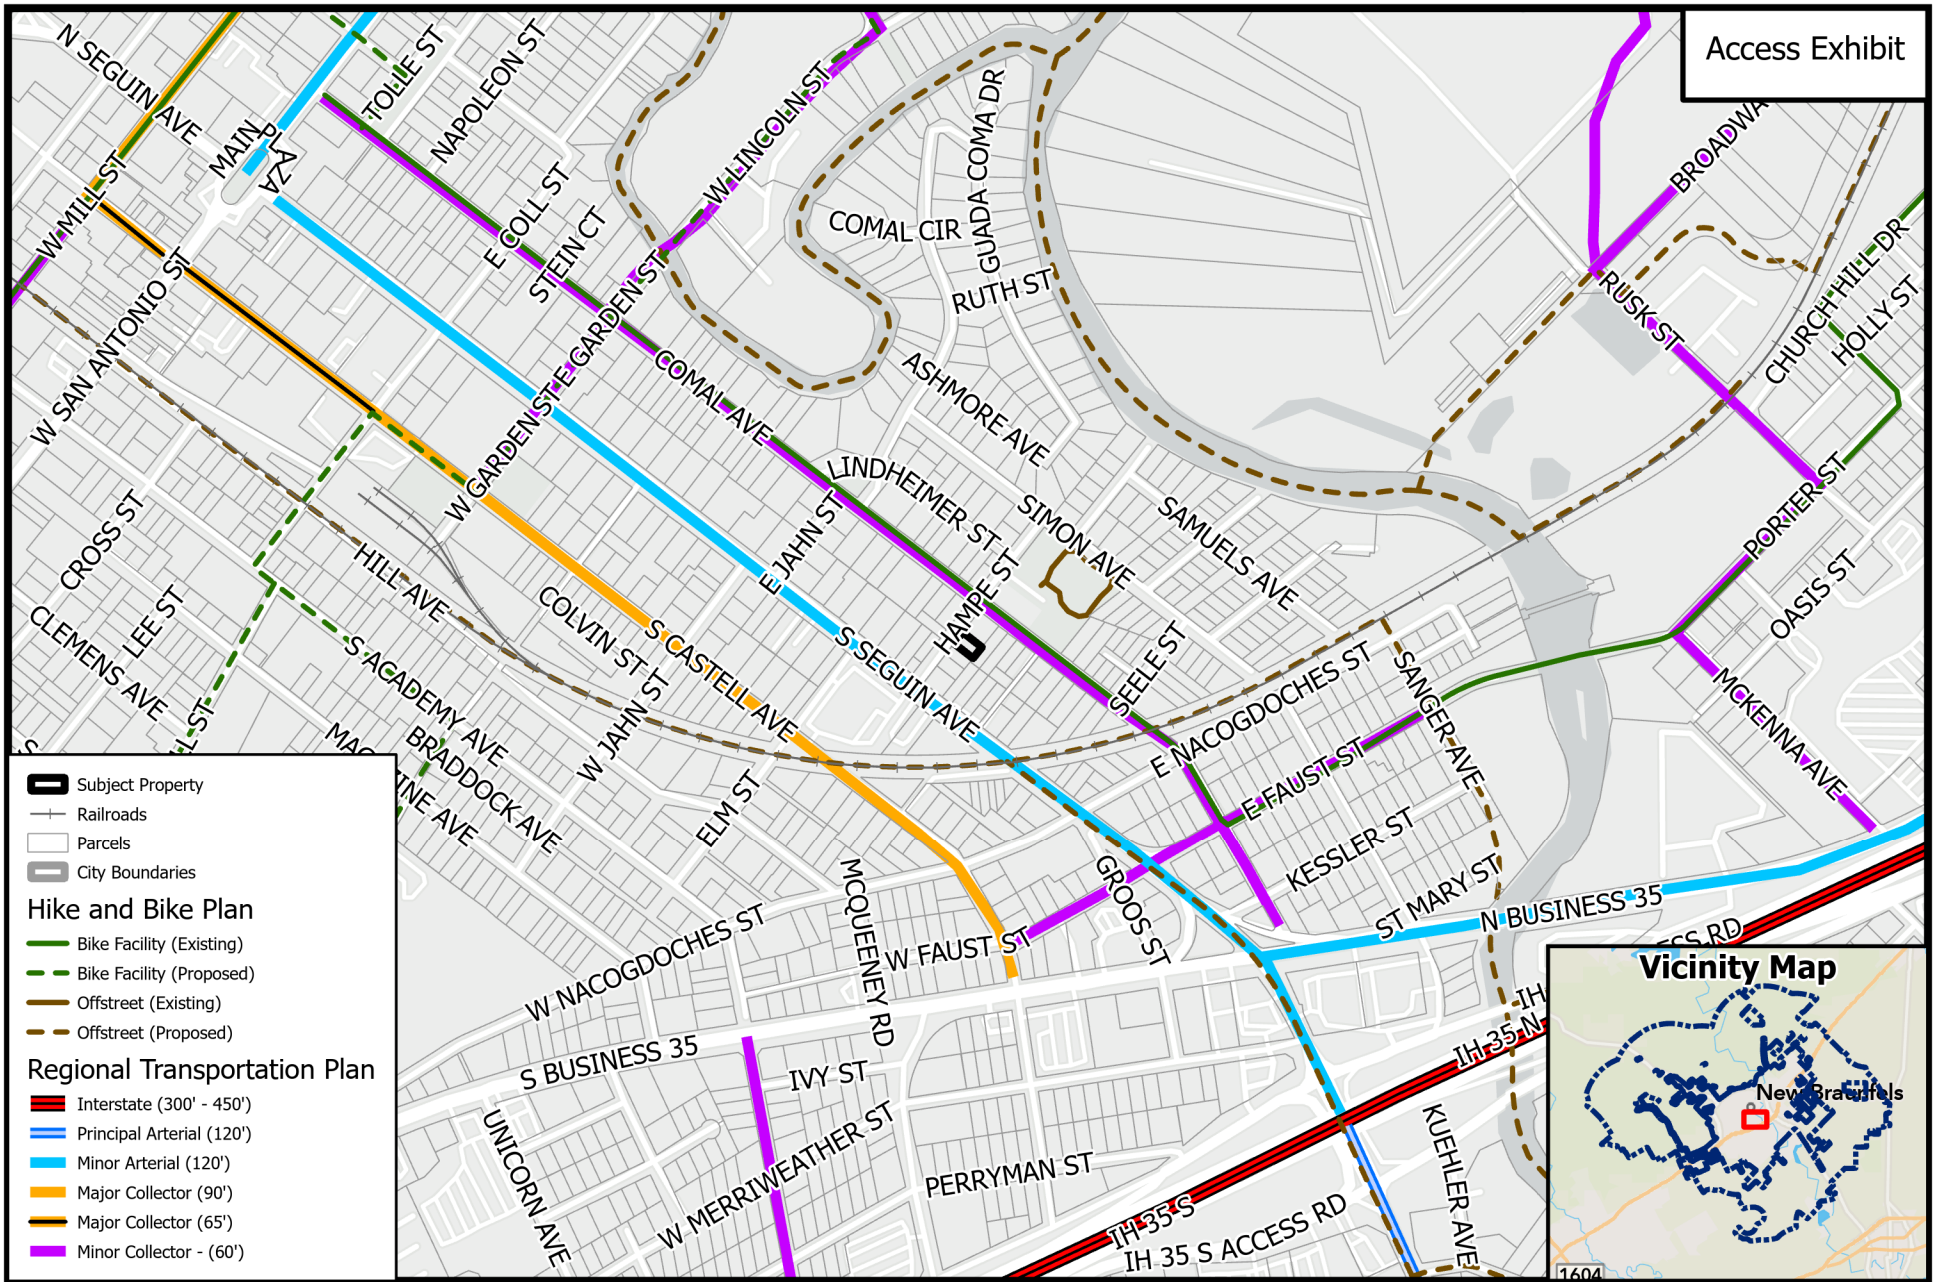 Access Exhibit
N SEGUIN AVE
TOLLE ST
NAPOLEON ST
MAIN
PLAZA
W MILL ST
E COLL ST
STEIN CT
W LINCOLN ST
COMAL CIR
GUADA COMA DR
RUTH ST
BROADWA
RUSK ST
CHURCH HILL DR
HOLLY ST
W SAN ANTONIO ST
E GARDEN ST
W GARDEN ST
COMAL AVE
ASHMORE AVE
LINDHEIMER ST
SIMON AVE
SAMUELS AVE
PORTER ST
OASIS ST
CROSS ST
HILL AVE
LEE ST
CLEMENS AVE
E JAHN ST
HAMPE ST
COLVIN ST
S CASTELL AVE
S SEGUIN AVE
SEELE ST
E NACOGDOCHES ST
SANGER AVE
MCKENNA AVE
S ACADEMY AVE
BRADDOCK AVE
W JAHN ST
ELM ST
E FAUST ST
KESSLER ST
ST MARY ST
GROOS ST
MCQUEENEY RD
W NACOGDOCHES ST
W FAUST ST
N BUSINESS 35
S BUSINESS 35
IVY ST
UNICORN AVE
W MERRIWEATHER ST
PERRYMAN ST
IH 35 N
IH 35 S
IH 35 S ACCESS RD
KUEHLER AVE
Subject Property
Railroads
Parcels
City Boundaries
Hike and Bike Plan
Bike Facility (Existing)
Bike Facility (Proposed)
Offstreet (Existing)
Offstreet (Proposed)
Regional Transportation Plan
Interstate (300' - 450')
Principal Arterial (120')
Minor Arterial (120')
Major Collector (90')
Major Collector (65')
Minor Collector - (60')
Vicinity Map
New Braunfels
1604